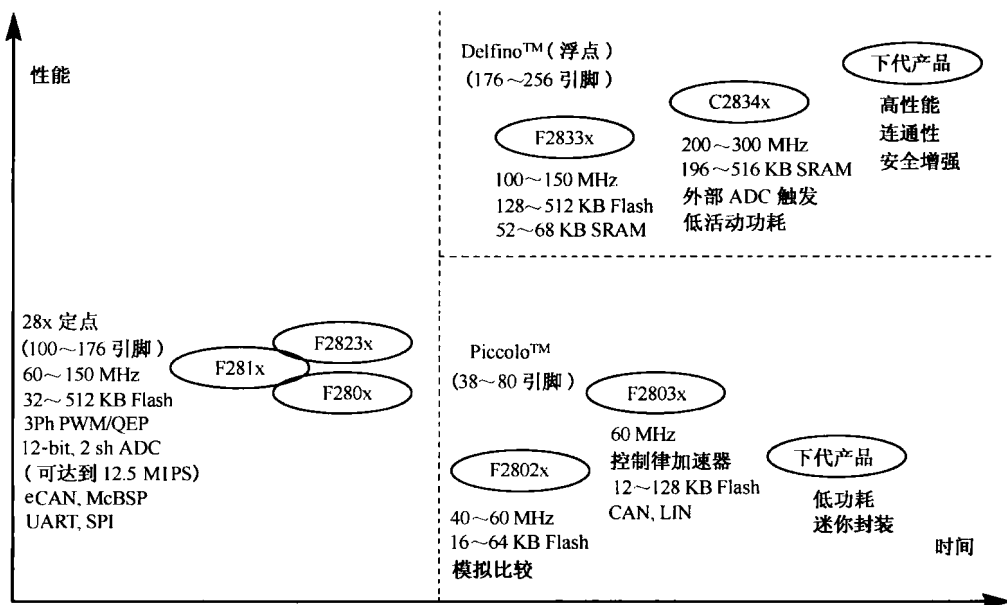 性能
Delfino™(浮点)
(176～256 引脚)
F2833x
100～150 MHz
128～512 KB Flash
52～68 KB SRAM
C2834x
200～300 MHz
196～516 KB SRAM
外部 ADC 触发
低活动功耗
下代产品
高性能
连通性
安全增强
28x 定点
(100～176 引脚)
60～150 MHz
32～512 KB Flash
3Ph PWM/QEP
12-bit, 2 sh ADC
(可达到 12.5 MIPS)
eCAN, McBSP
UART, SPI
F281x
F2823x
F280x
Piccolo™
(38～80 引脚)
F2802x
40～60 MHz
16～64 KB Flash
模拟比较
F2803x
60 MHz
控制律加速器
12～128 KB Flash
CAN, LIN
下代产品
低功耗
迷你封装
时间